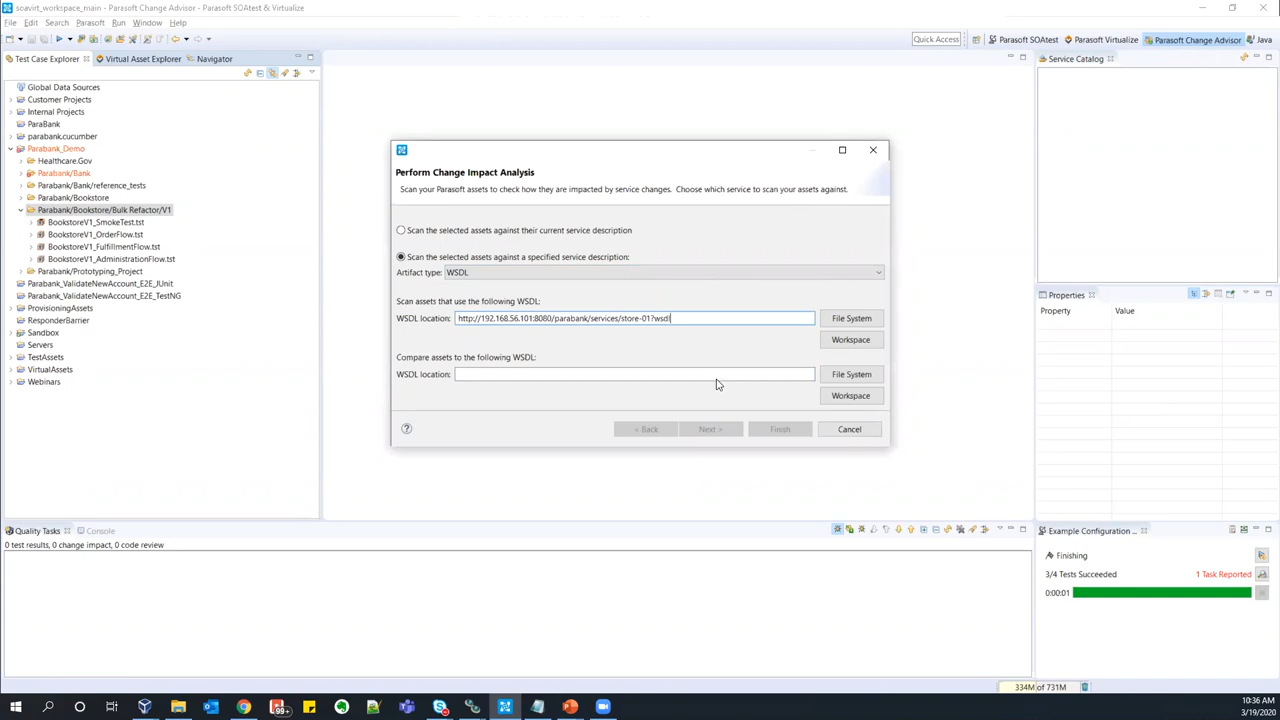 soavirt_workspace_main - Parasoft SOAtest & Virtualize
File Edit Search Parasoft Run Window Help
Quick Access
Parasoft SOAtest
Parasoft Virtualize
Parasoft Change Advisor
Java
Test Case Explorer
Virtual Asset Explorer
Navigator
Global Data Sources
Customer Projects
Internal Projects
ParaBank
parabank.cucumber
Parabank_Demo
Healthcare.Gov
Parabank/Bank
Parabank/Bank/reference_tests
Parabank/Bookstore
Parabank/Bookstore/Bulk Refactor/V1
BookstoreV1_SmokeTest.tst
BookstoreV1_OrderFlow.tst
BookstoreV1_FulfillmentFlow.tst
BookstoreV1_AdministrationFlow.tst
Parabank/Prototyping_Project
Parabank_ValidateNewAccount_E2E_JUnit
Parabank_ValidateNewAccount_E2E_TestNG
ProvisioningAssets
ResponderBarrier
Sandbox
Servers
TestAssets
VirtualAssets
Webinars
Perform Change Impact Analysis
Scan your Parasoft assets to check how they are impacted by service changes. Choose which service to scan your assets against.
Scan the selected assets against their current service description
Scan the selected assets against a specified service description:
Artifact type: WSDL
Scan assets that use the following WSDL:
WSDL location: http://192.168.56.101:8080/parabank/services/store-01?wsdl File System
Workspace
Compare assets to the following WSDL:
WSDL location: File System
Workspace
< Back Next > Finish Cancel
Service Catalog
Properties
Property Value
Quality Tasks
Console
0 test results, 0 change impact, 0 code review
Example Configuration ...
Finishing
3/4 Tests Succeeded 1 Task Reported
0:00:01
334M of 731M
99+
10:36 AM
3/19/2020